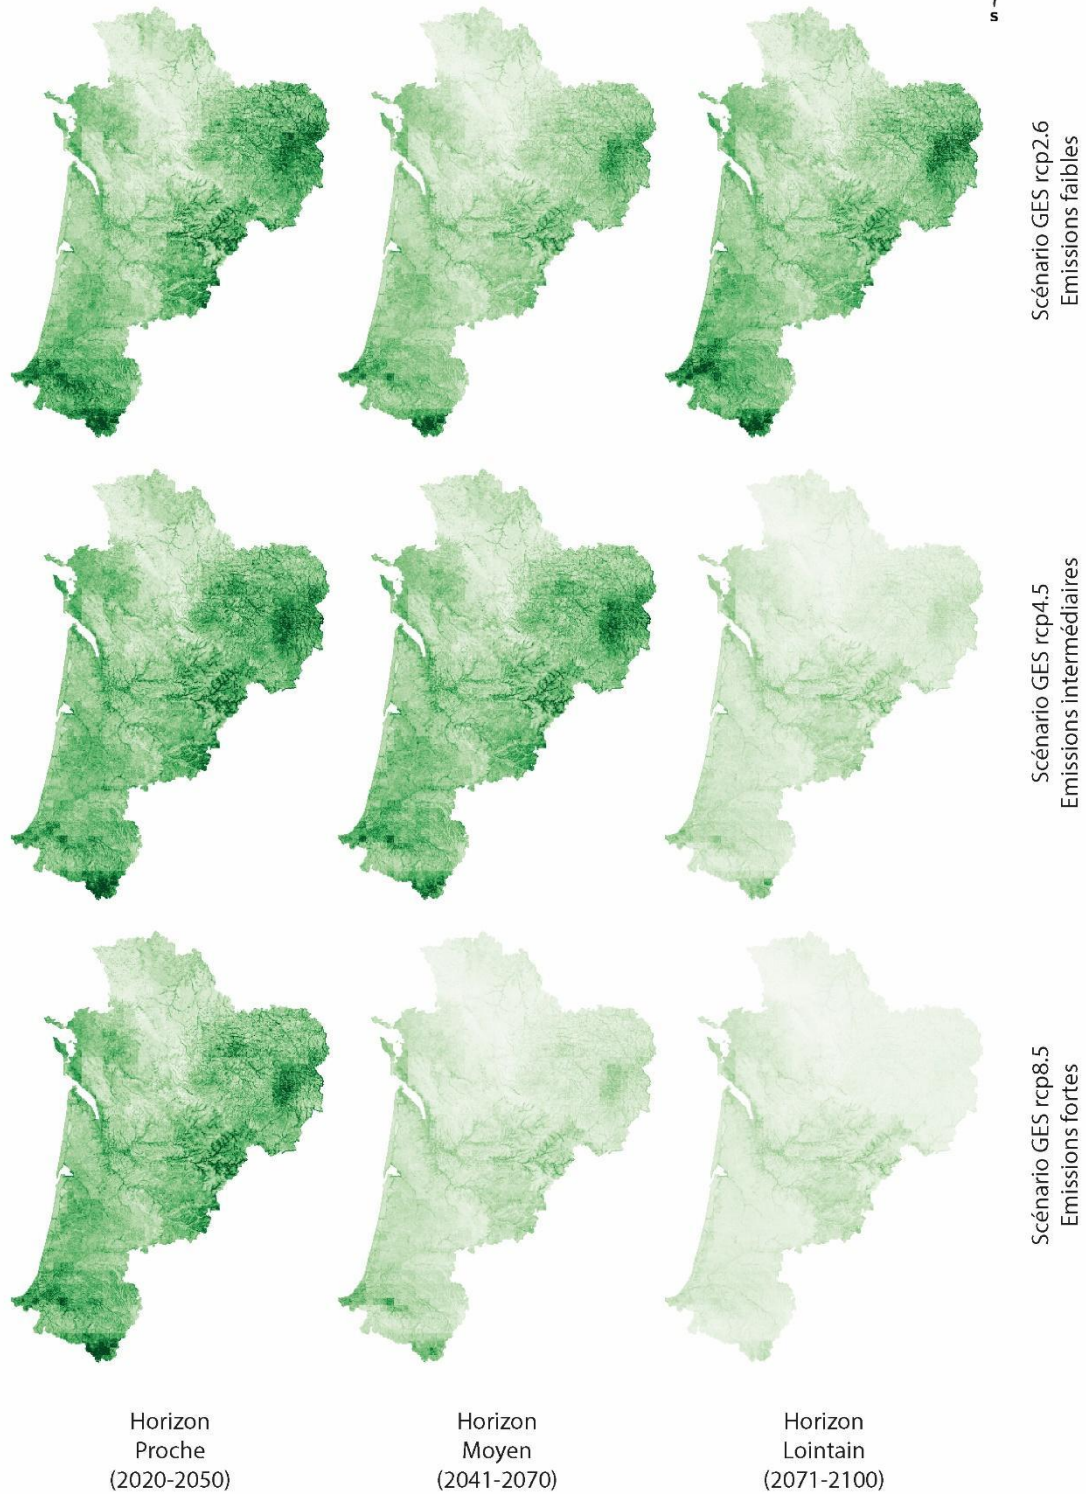 S
Scénario GES rcp2.6
Emissions faibles
Scénario GES rcp4.5
Emissions intermédiaires
Scénario GES rcp8.5
Emissions fortes
Horizon
Proche
(2020-2050)
Horizon
Moyen
(2041-2070)
Horizon
Lointain
(2071-2100)